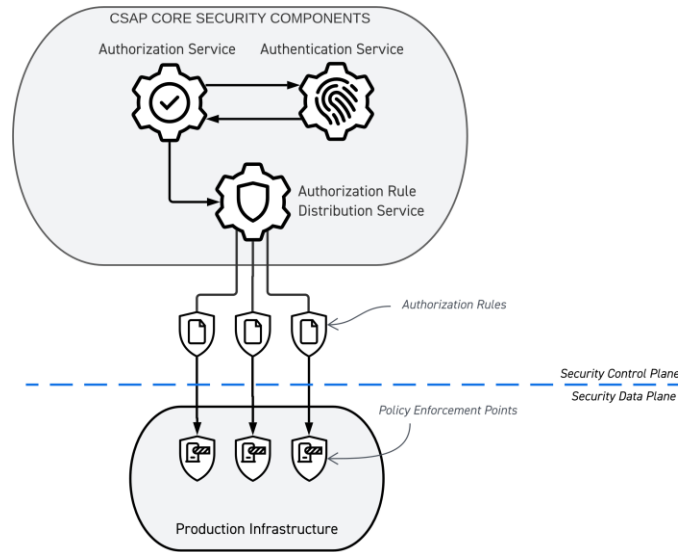 CSAP CORE SECURITY COMPONENTS
Authorization Service
Authentication Service
Authorization Rule
Distribution Service
Authorization Rules
Security Control Plane
Security Data Plane
Policy Enforcement Points
Production Infrastructure